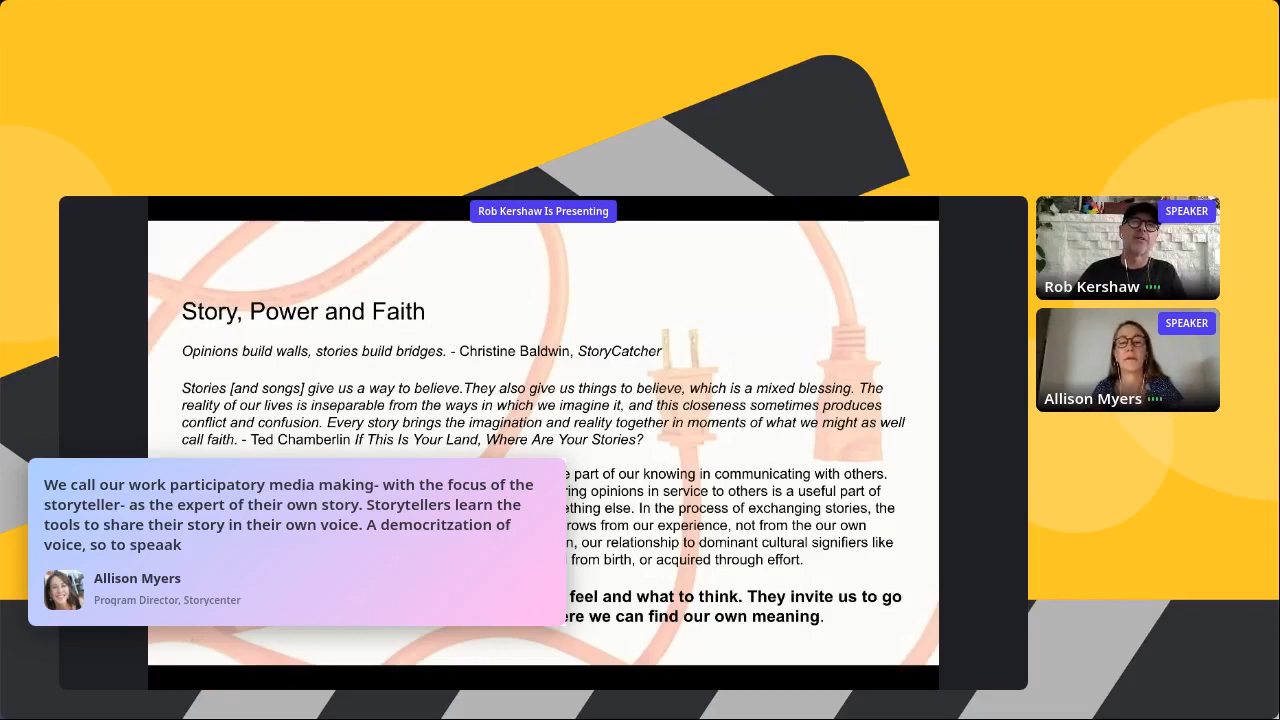 Rob Kershaw Is Presenting
Story, Power and Faith
Opinions build walls, stories build bridges. - Christine Baldwin, StoryCatcher
Stories [and songs] give us a way to believe.They also give us things to believe, which is a mixed blessing. The
reality of our lives is inseparable from the ways in which we imagine it, and this closeness sometimes produces
conflict and confusion. Every story brings the imagination and reality together in moments of what we might as well
call faith. - Ted Chamberlin If This Is Your Land, Where Are Your Stories?
part of our knowing in communicating with others.
opinions in service to others is a useful part of
else. In the process of exchanging stories, the
from our experience, not from the our own
our relationship to dominant cultural signifiers like
from birth, or acquired through effort.
feel and what to think. They invite us to go
we can find our own meaning.
We call our work participatory media making- with the focus of the
storyteller- as the expert of their own story. Storytellers learn the
tools to share their story in their own voice. A democritzation of
voice, so to speaak
Allison Myers
Program Director, Storycenter
SPEAKER
Rob Kershaw
SPEAKER
Allison Myers